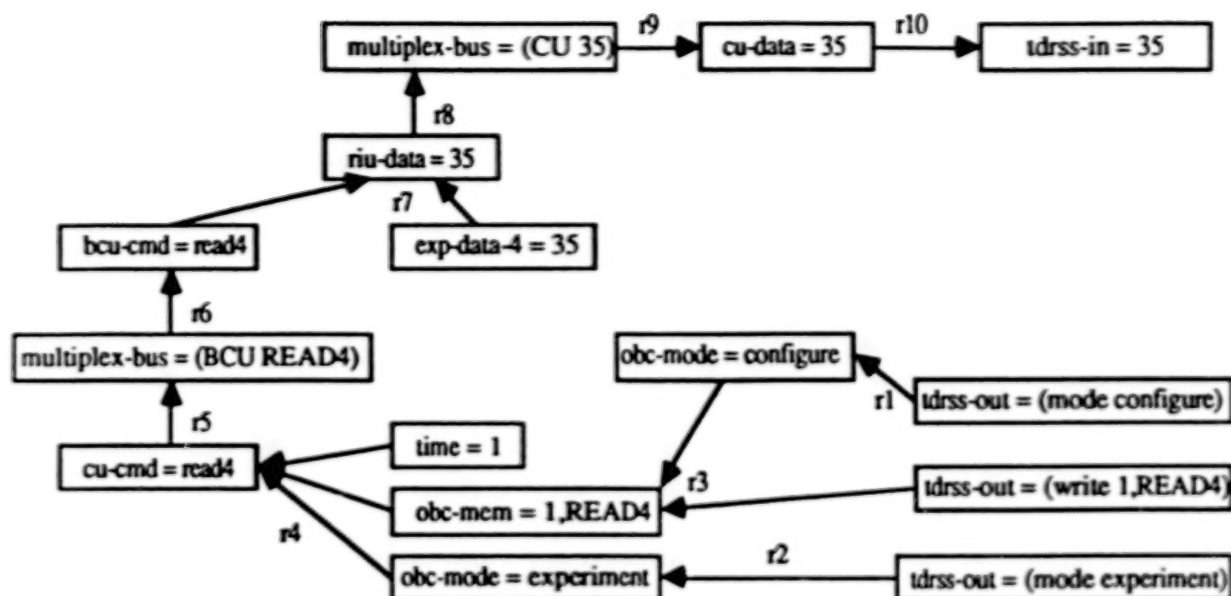 multiplex-bus = (CU 35)
r9
cu-data = 35
r10
tdrss-in = 35
r8
riu-data = 35
r7
bcu-cmd = read4
exp-data-4 = 35
r6
multiplex-bus = (BCU READ4)
obc-mode = configure
r1
tdrss-out = (mode configure)
r5
time = 1
cu-cmd = read4
r3
tdrss-out = (write 1,READ4)
obc-mem = 1,READ4
r4
r2
obc-mode = experiment
tdrss-out = (mode experiment)